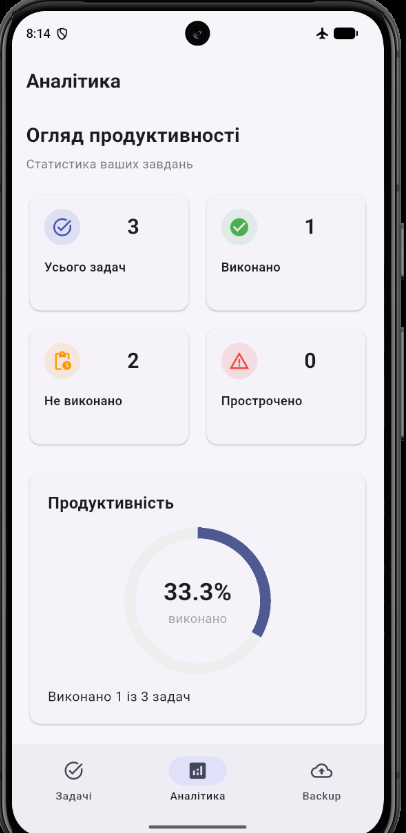 8:14
Аналітика
Огляд продуктивності
Статистика ваших завдань
3
Усього задач
1
Виконано
2
Не виконано
0
Прострочено
Продуктивність
33.3%
виконано
Виконано 1 із 3 задач
Задачі
Аналітика
Backup